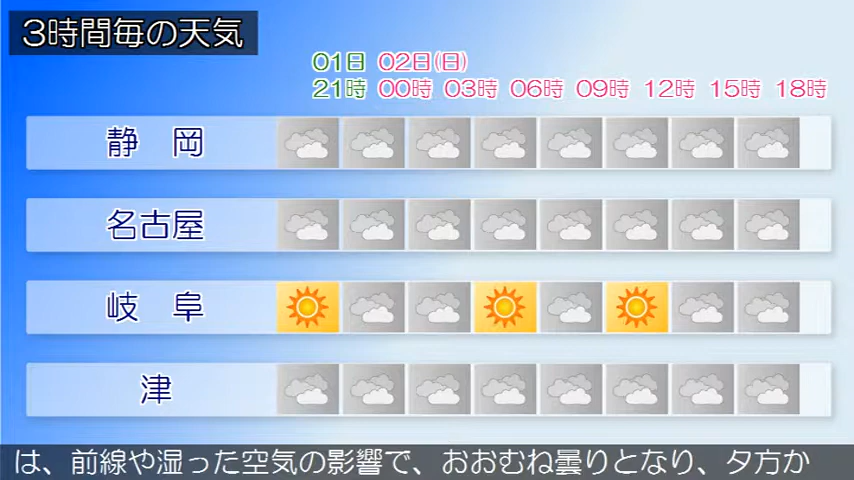 3時間毎の天気
01日 02日(日)
21時 00時 03時 06時 09時 12時 15時 18時
静 岡
名古屋
岐 阜
津
は、前線や湿った空気の影響で、おおむね曇りとなり、夕方か